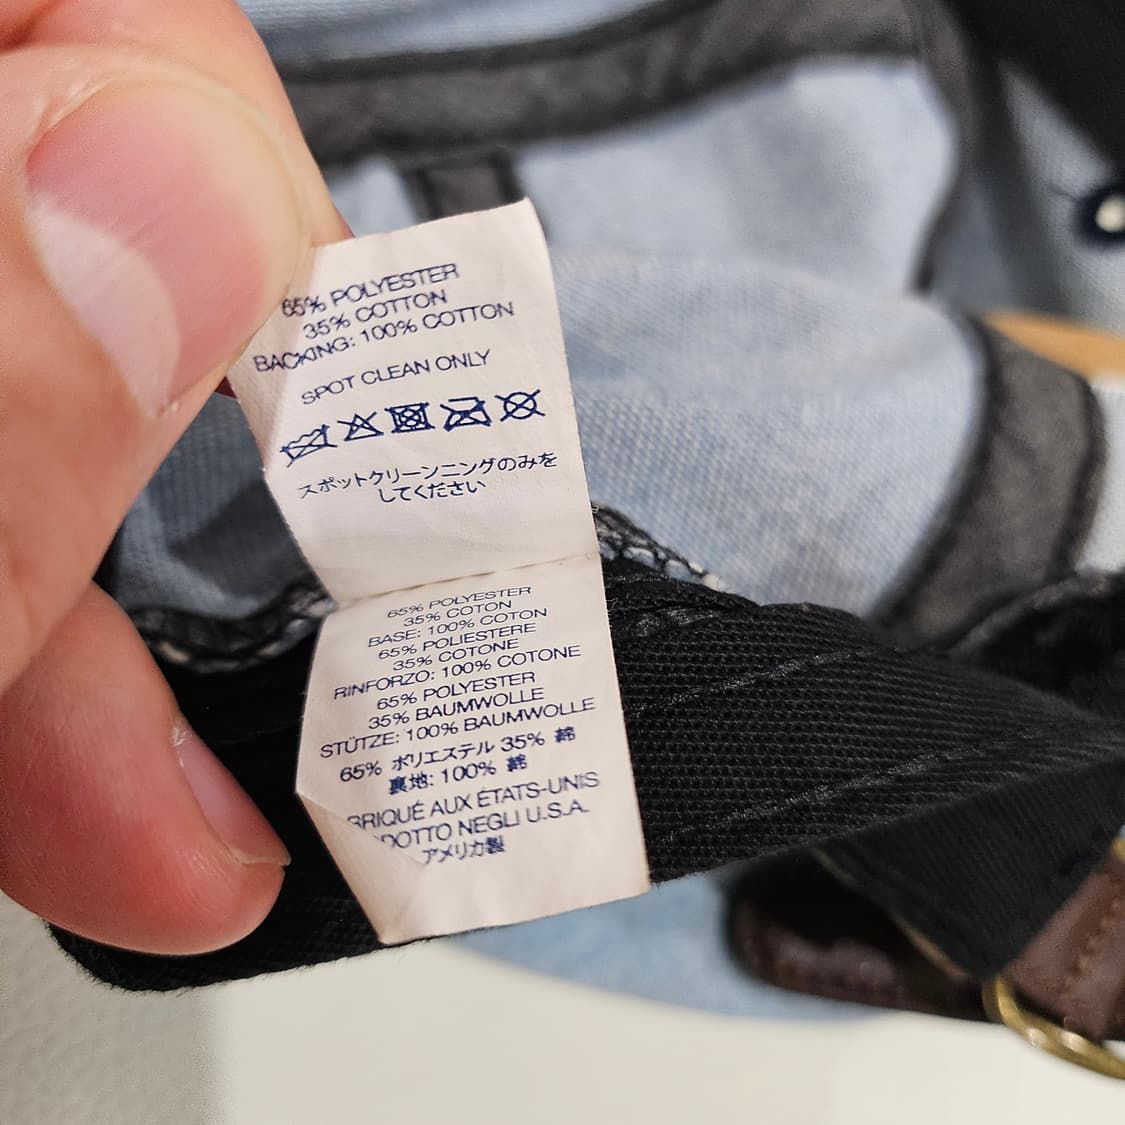 65% POLYESTER
35% COTTON
BACKING: 100% COTTON
SPOT CLEAN ONLY
スポットクリーンニングのみを
してください
65% POLYESTER
35% COTON
BASE: 100% COTON
65% POLIESTERE
35% COTONE
RINFORZO: 100% COTONE
65% POLYESTER
35% BAUMWOLLE
STÜTZE: 100% BAUMWOLLE
65% ポリエステル 35% 綿
裏地: 100% 綿
BRIQUÉ AUX ÉTATS-UNIS
DOTTO NEGLI U.S.A.
アメリカ製